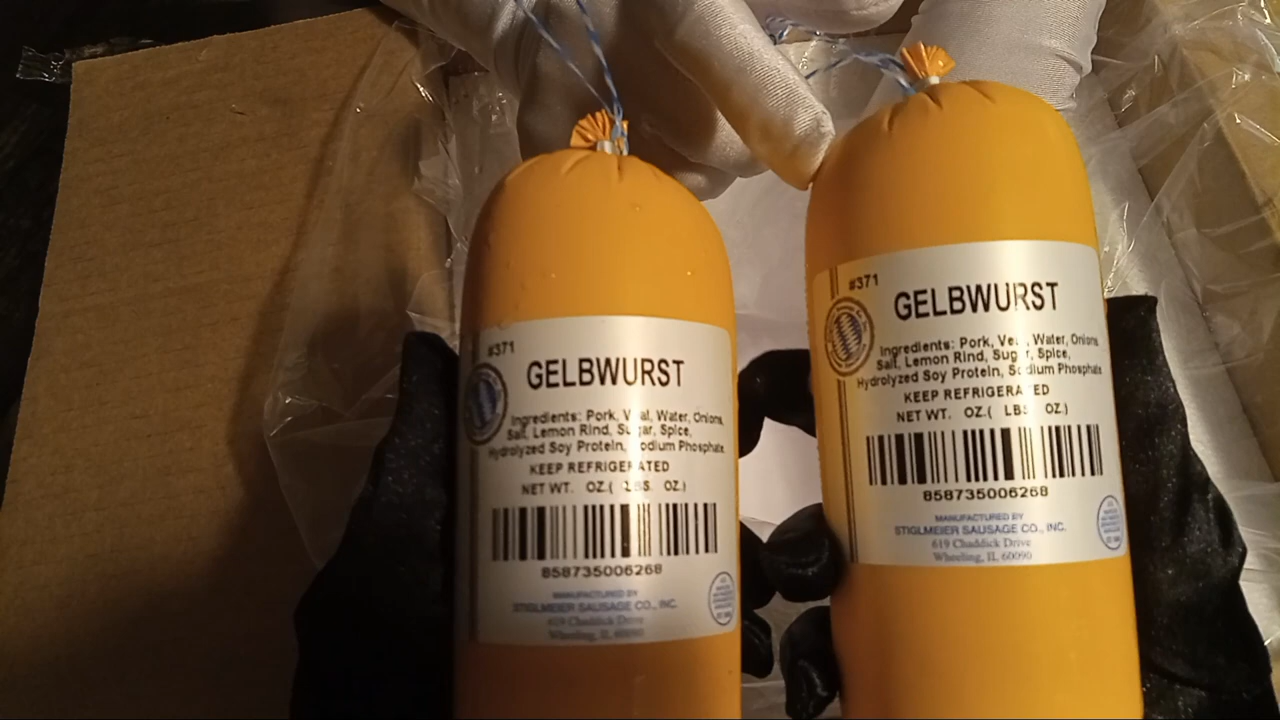 #371
GELBWURST
Ingredients: Pork, Veal, Water, Onions,
Salt, Lemon Rind, Sugar, Spice,
Hydrolyzed Soy Protein, Sodium Phosphate.
KEEP REFRIGERATED
NET WT. OZ.( LBS. OZ.)
858735006268
MANUFACTURED BY
STIGLMEIER SAUSAGE CO., INC.
619 Chaddick Drive
Wheeling, IL 60090
#371
GELBWURST
Ingredients: Pork, Veal, Water, Onions,
Salt, Lemon Rind, Sugar, Spice,
Hydrolyzed Soy Protein, Sodium Phosphate.
KEEP REFRIGERATED
NET WT. OZ.( LBS. OZ.)
858735006268
MANUFACTURED BY
STIGLMEIER SAUSAGE CO., INC.
619 Chaddick Drive
Wheeling, IL 60090